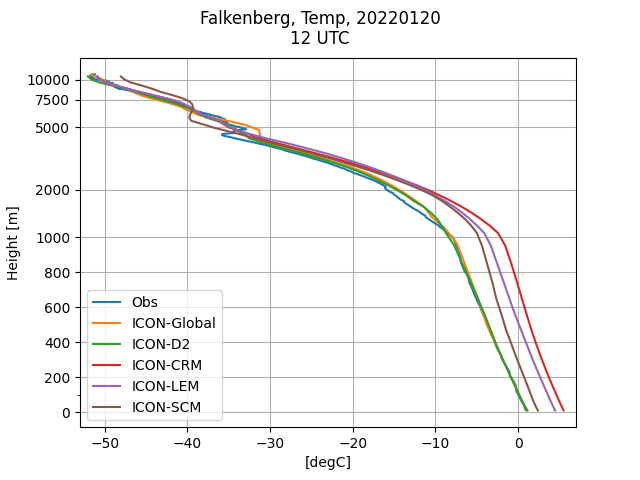 Falkenberg, Temp, 20220120
12 UTC
10000
7500
5000
2000
1000
800
600
400
200
0
Height [m]
Obs
ICON-Global
ICON-D2
ICON-CRM
ICON-LEM
ICON-SCM
−50
−40
−30
−20
−10
0
[degC]